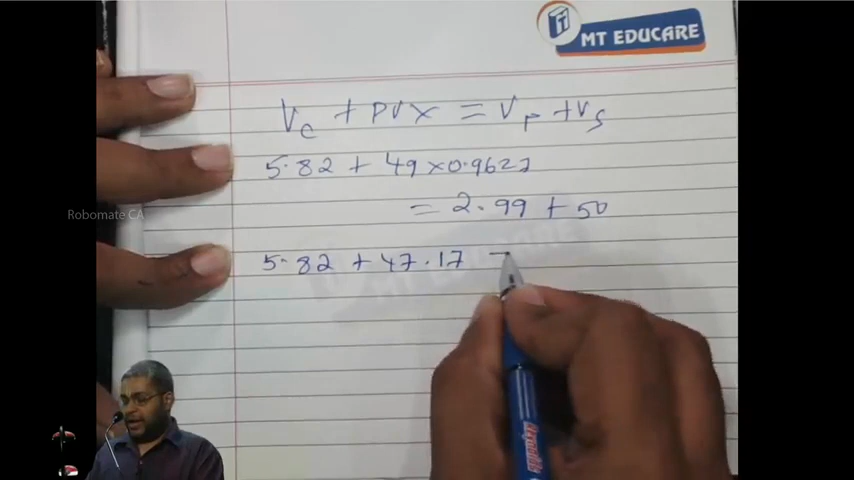 MT EDUCARE
Vc + PVX = Vp + Vs
5.82 + 49 × 0.9627
= 2.99 + 50
Robomate CA
5.82 + 47.17